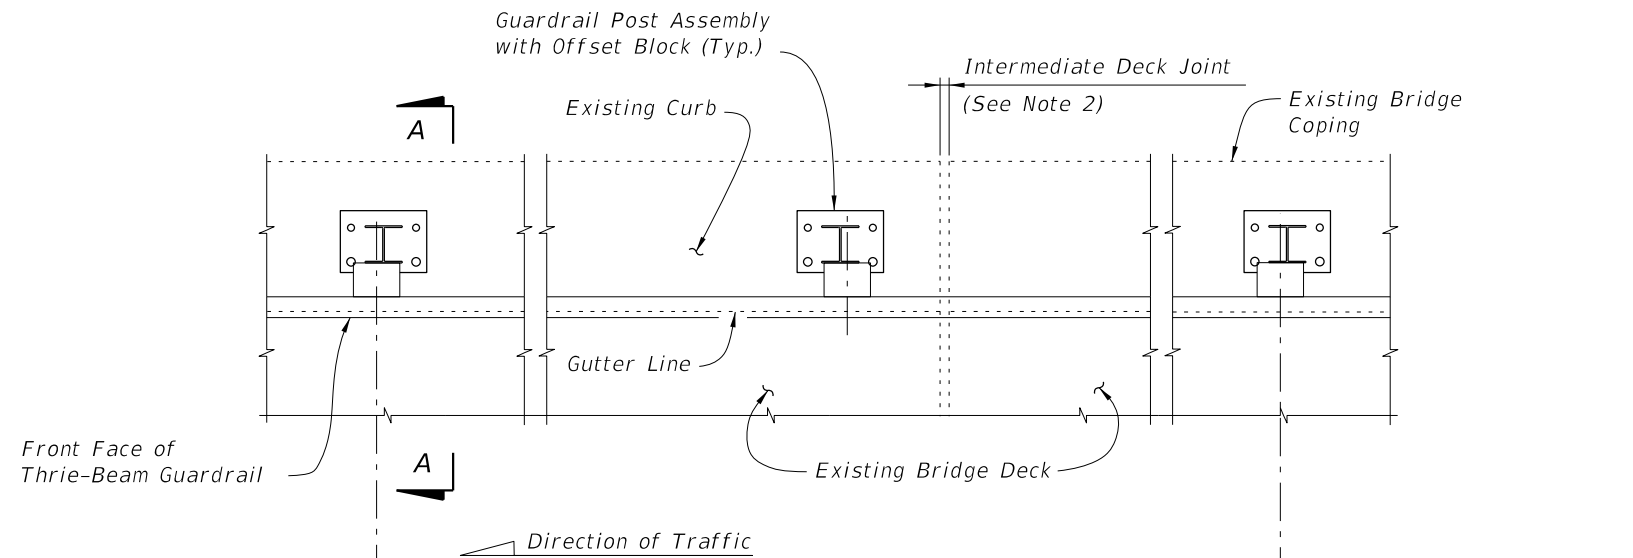 Guardrail Post Assembly
with Offset Block (Typ.)
Intermediate Deck Joint
(See Note 2)
Existing Curb
Existing Bridge
Coping
A
Gutter Line
Front Face of
Thrie-Beam Guardrail
A
Existing Bridge Deck
Direction of Traffic